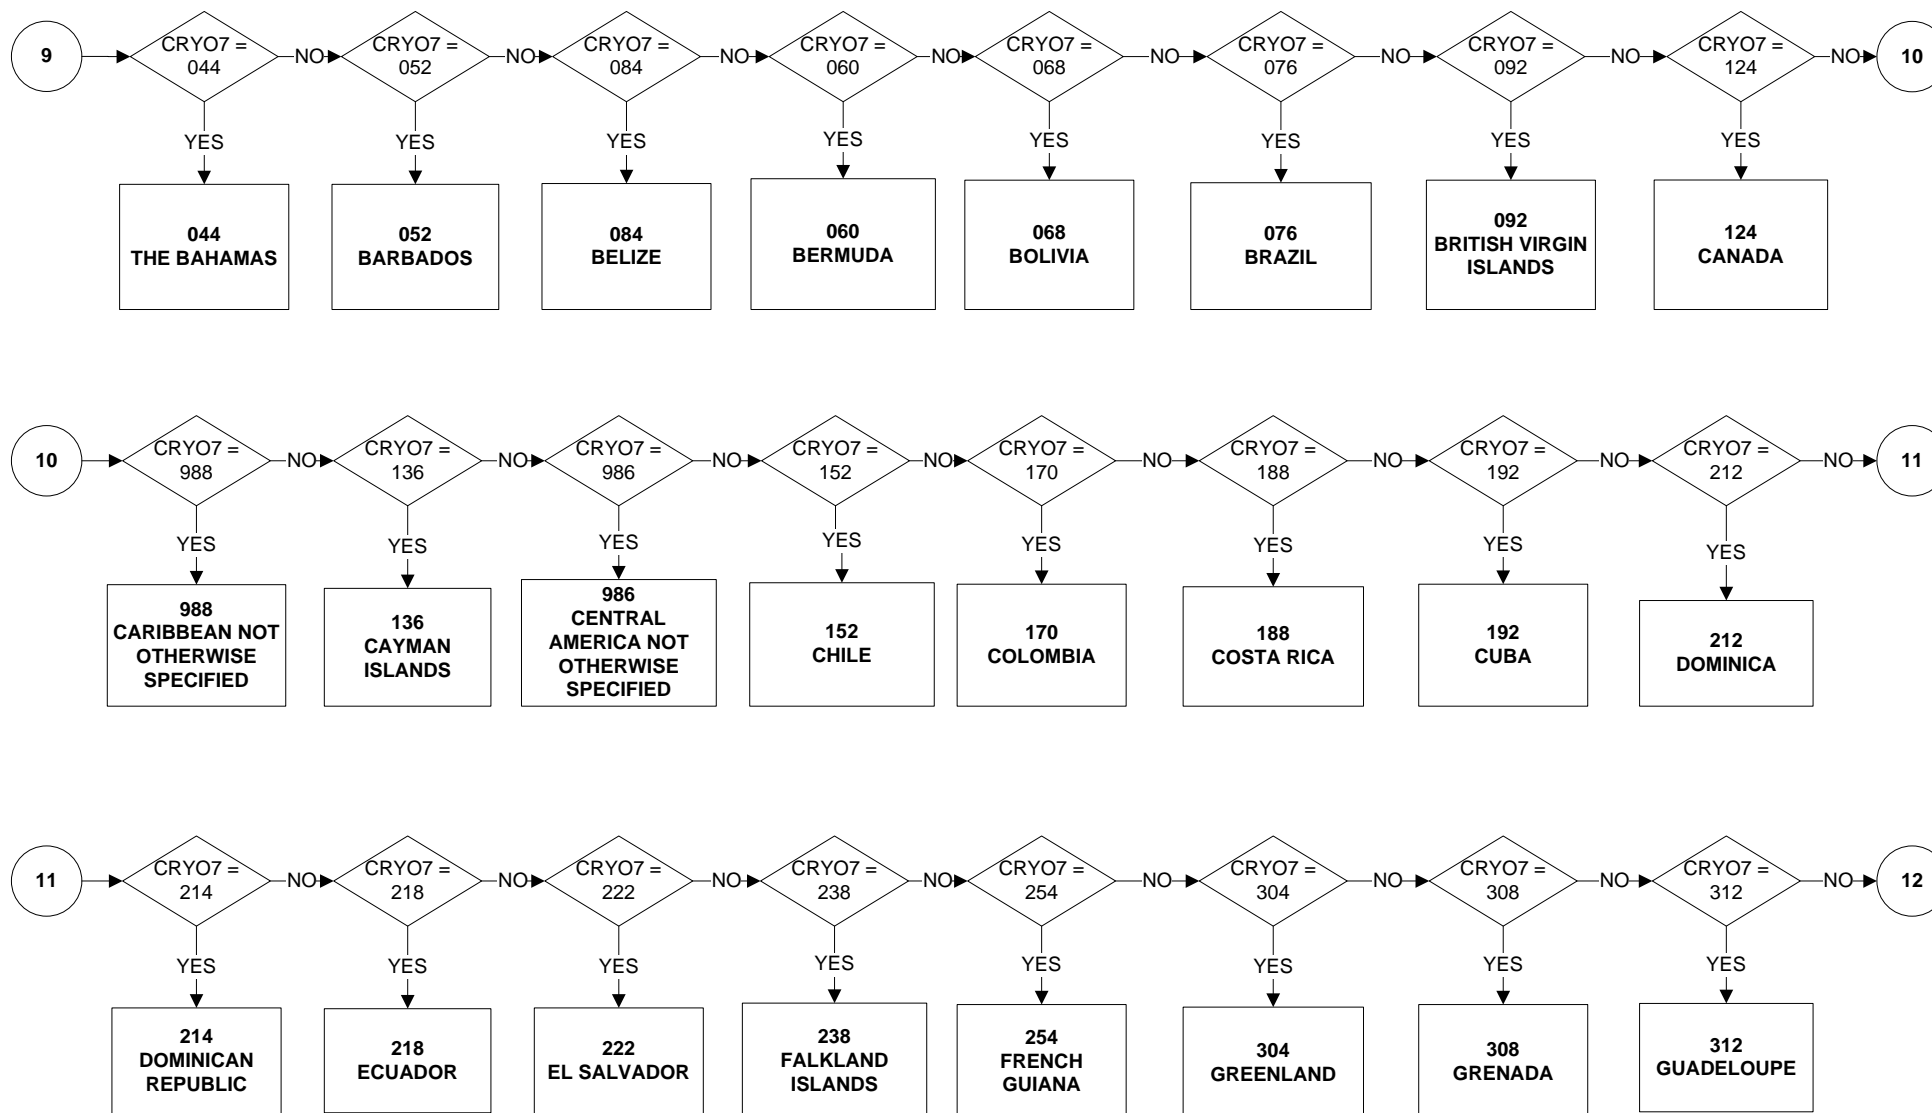 9
CRYO7 =
044
NO
CRYO7 =
052
NO
CRYO7 =
084
NO
CRYO7 =
060
NO
CRYO7 =
068
NO
CRYO7 =
076
NO
CRYO7 =
092
NO
CRYO7 =
124
NO
10
YES
YES
YES
YES
YES
YES
YES
YES
044
THE BAHAMAS
052
BARBADOS
084
BELIZE
060
BERMUDA
068
BOLIVIA
076
BRAZIL
092
BRITISH VIRGIN
ISLANDS
124
CANADA
10
CRYO7 =
988
NO
CRYO7 =
136
NO
CRYO7 =
986
NO
CRYO7 =
152
NO
CRYO7 =
170
NO
CRYO7 =
188
NO
CRYO7 =
192
NO
CRYO7 =
212
NO
11
YES
YES
YES
YES
YES
YES
YES
YES
988
CARIBBEAN NOT
OTHERWISE
SPECIFIED
136
CAYMAN
ISLANDS
986
CENTRAL
AMERICA NOT
OTHERWISE
SPECIFIED
152
CHILE
170
COLOMBIA
188
COSTA RICA
192
CUBA
212
DOMINICA
11
CRYO7 =
214
NO
CRYO7 =
218
NO
CRYO7 =
222
NO
CRYO7 =
238
NO
CRYO7 =
254
NO
CRYO7 =
304
NO
CRYO7 =
308
NO
CRYO7 =
312
NO
12
YES
YES
YES
YES
YES
YES
YES
YES
214
DOMINICAN
REPUBLIC
218
ECUADOR
222
EL SALVADOR
238
FALKLAND
ISLANDS
254
FRENCH
GUIANA
304
GREENLAND
308
GRENADA
312
GUADELOUPE